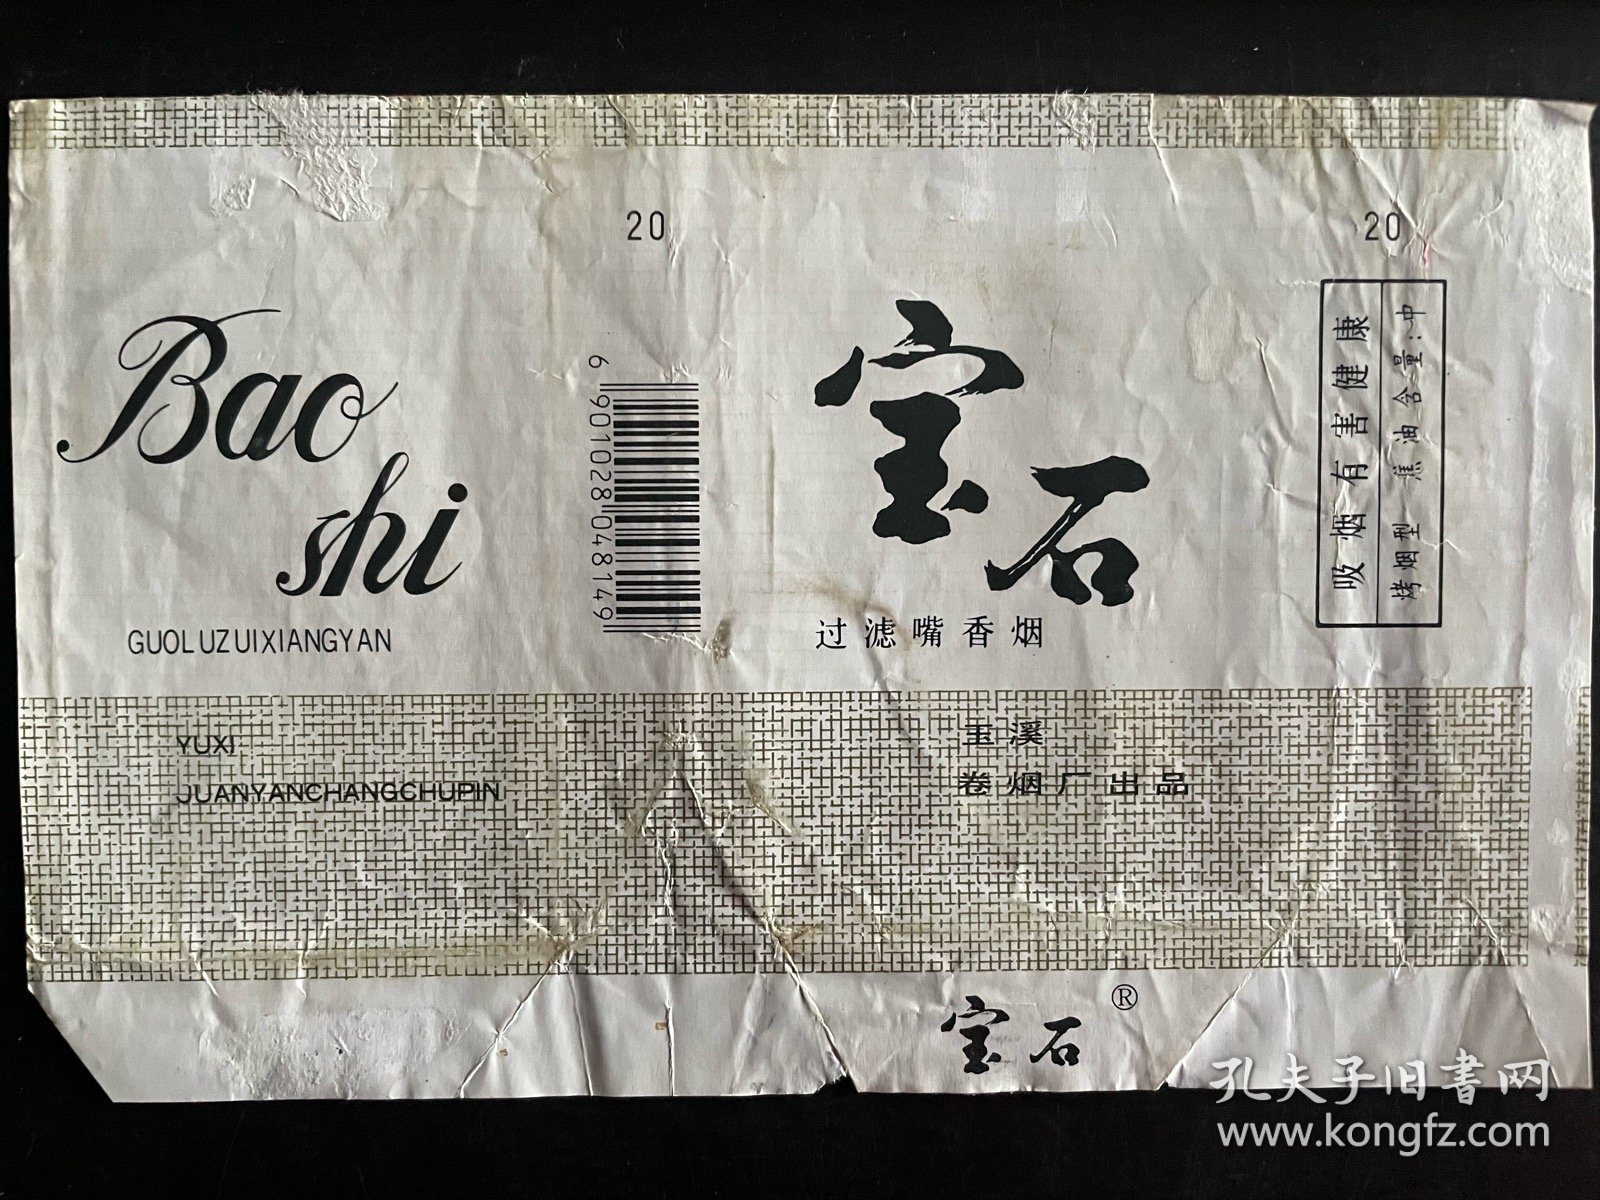 20
20
Bao
shi
GUOLUZUIXIANGYAN
6 901028 048149
宝石
过滤嘴香烟
吸烟有害健康
烤烟型 焦油含量:中
YUXI
JUANYANCHANGCHUPIN
玉溪
卷烟厂出品
宝石®
孔夫子旧書网
www.kongfz.com